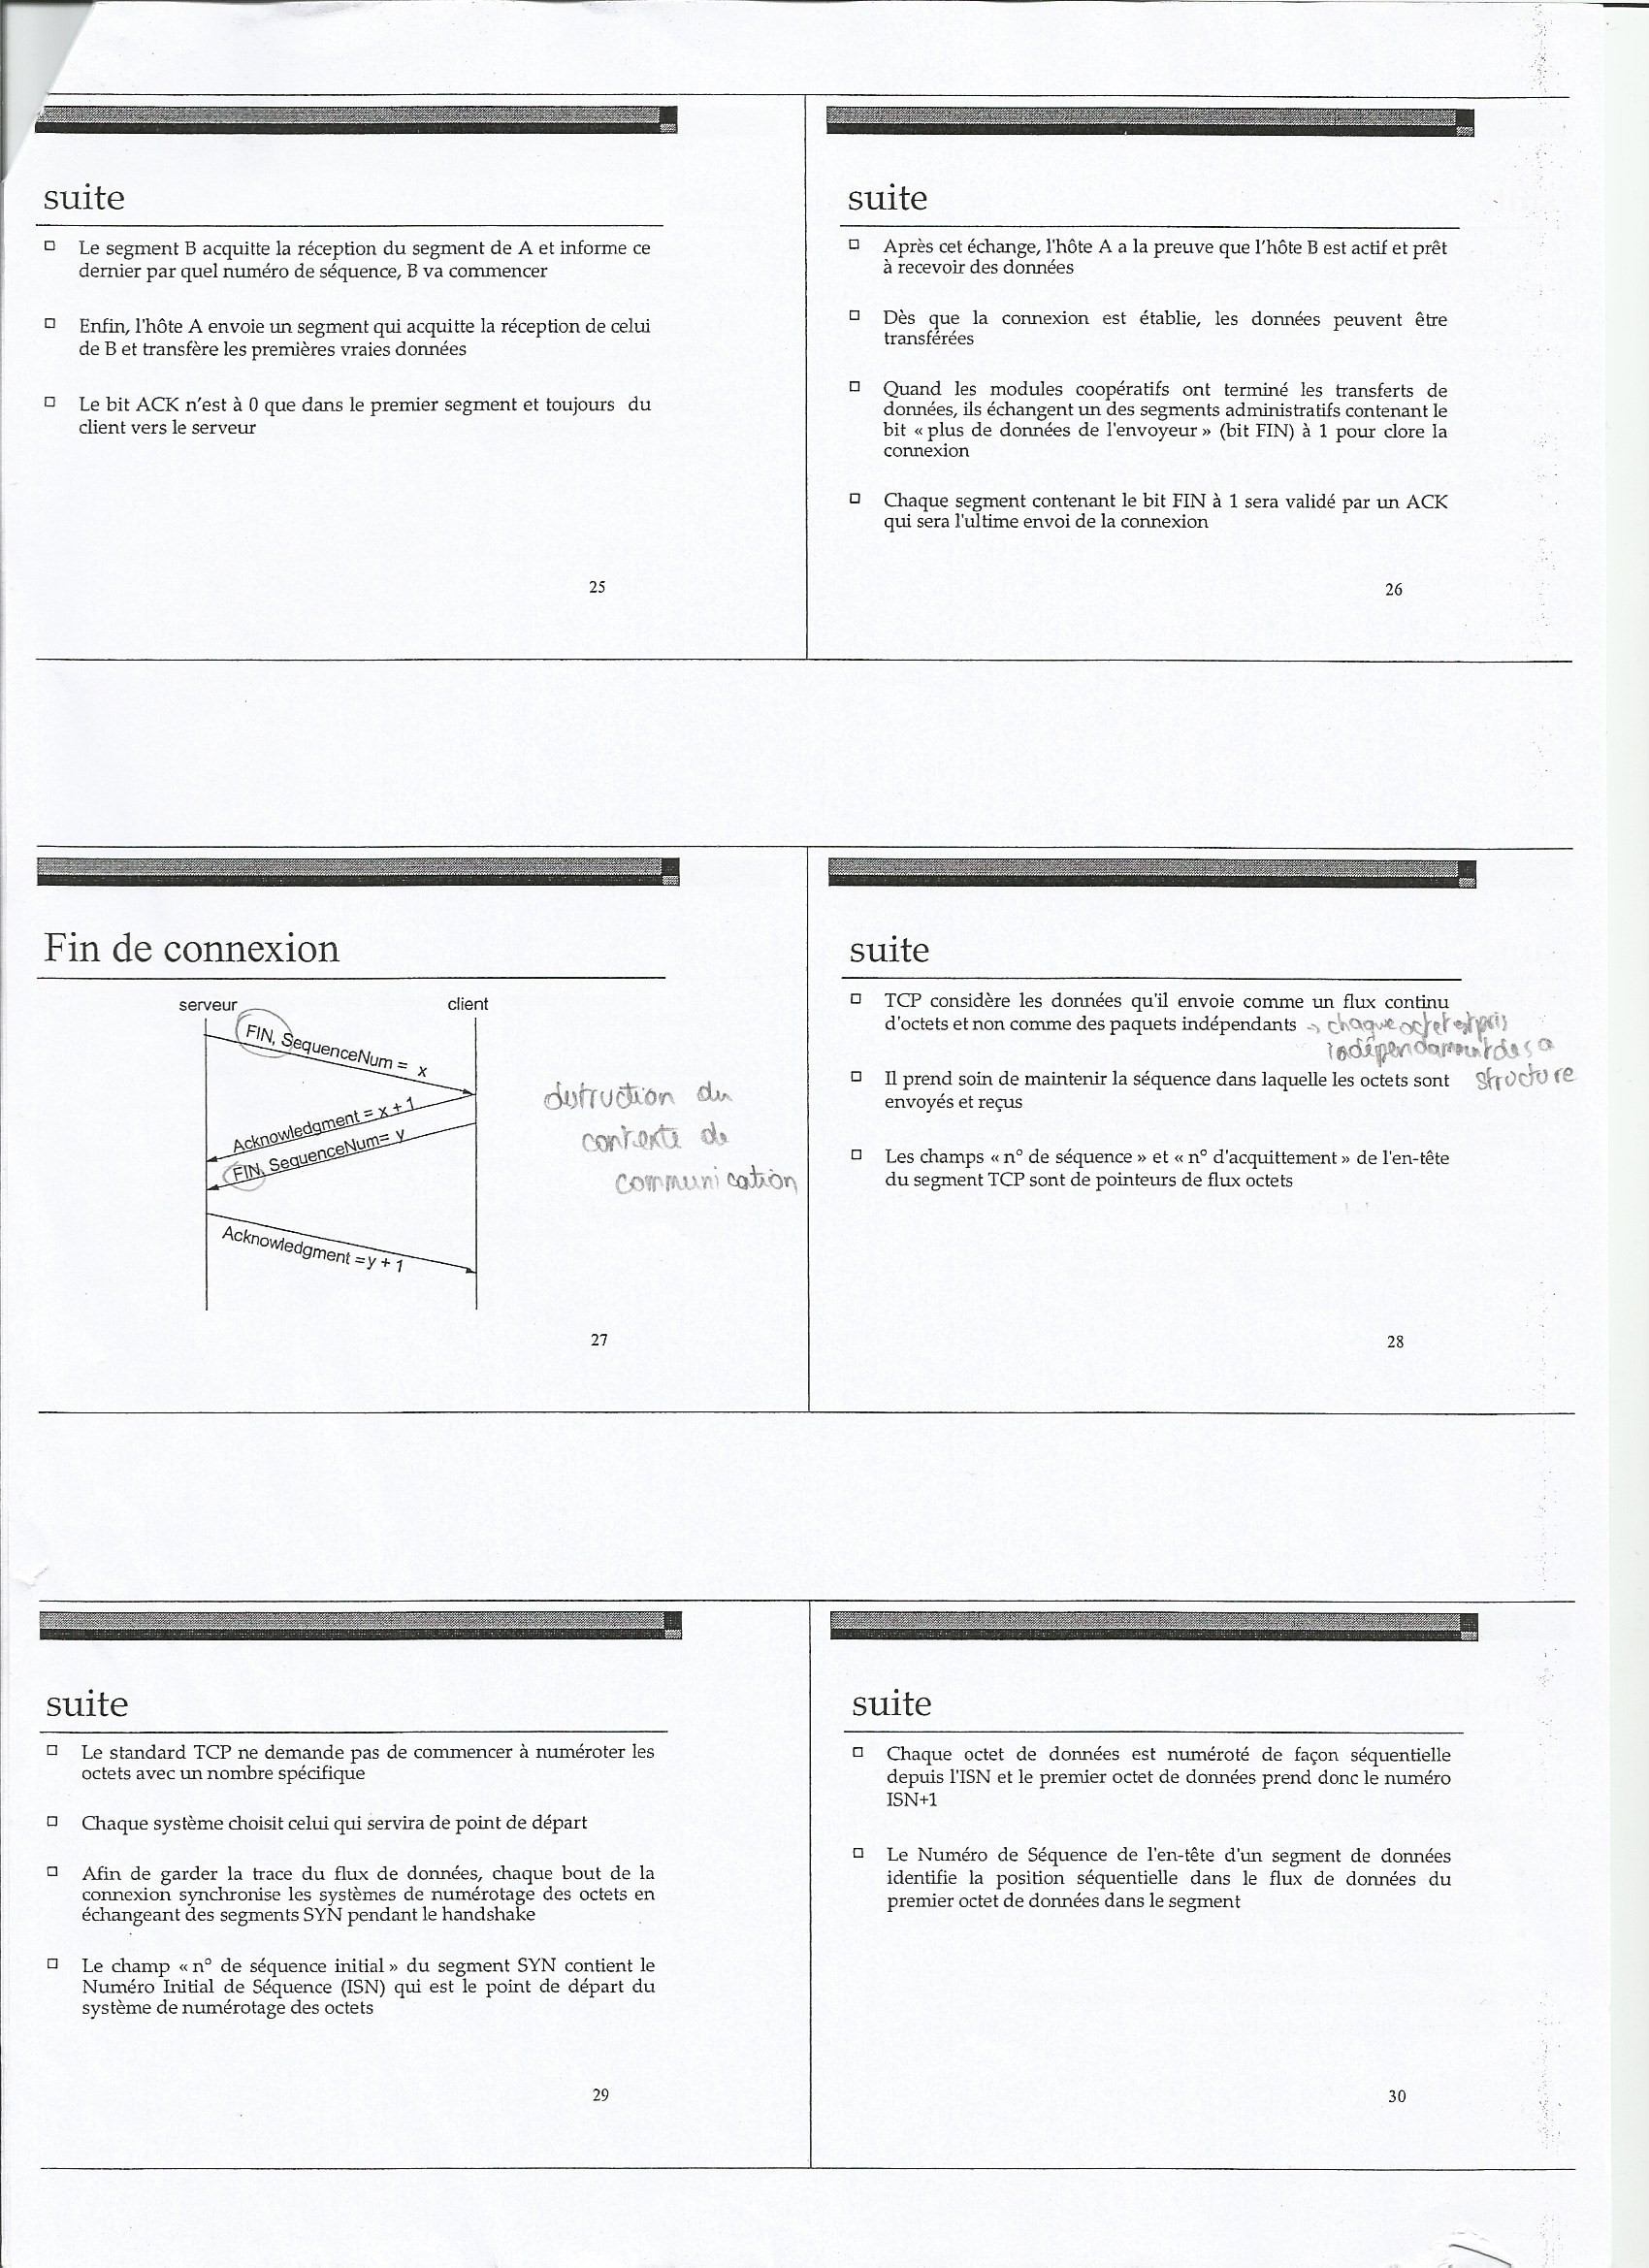 suite
Le segment B acquitte la réception du segment de A et informe ce
dernier par quel numéro de séquence, B va commencer
Enfin, l'hôte A envoie un segment qui acquitte la réception de celui
de B et transfère les premières vraies données
Le bit ACK n'est à 0 que dans le premier segment et toujours du
client vers le serveur
25
suite
Après cet échange, l'hôte A a la preuve que l'hôte B est actif et prêt
à recevoir des données
Dès que la connexion est établie, les données peuvent être
transférées
Quand les modules coopératifs ont terminé les transferts de
données, ils échangent un des segments administratifs contenant le
bit « plus de données de l'envoyeur » (bit FIN) à 1 pour clore la
connexion
Chaque segment contenant le bit FIN à 1 sera validé par un ACK
qui sera l'ultime envoi de la connexion
26
Fin de connexion
serveur client
FIN, SequenceNum = x
Acknowledgment = x + 1
FIN, SequenceNum= y
Acknowledgment =y + 1
destruction du
contexte de
communication
27
suite
TCP considère les données qu'il envoie comme un flux continu
d'octets et non comme des paquets indépendants → chaque octet est pris
indépendamment de sa
structure
Il prend soin de maintenir la séquence dans laquelle les octets sont
envoyés et reçus
Les champs « n° de séquence » et « n° d'acquittement » de l'en-tête
du segment TCP sont de pointeurs de flux octets
28
suite
Le standard TCP ne demande pas de commencer à numéroter les
octets avec un nombre spécifique
Chaque système choisit celui qui servira de point de départ
Afin de garder la trace du flux de données, chaque bout de la
connexion synchronise les systèmes de numérotage des octets en
échangeant des segments SYN pendant le handshake
Le champ « n° de séquence initial » du segment SYN contient le
Numéro Initial de Séquence (ISN) qui est le point de départ du
système de numérotage des octets
29
suite
Chaque octet de données est numéroté de façon séquentielle
depuis l'ISN et le premier octet de données prend donc le numéro
ISN+1
Le Numéro de Séquence de l'en-tête d'un segment de données
identifie la position séquentielle dans le flux de données du
premier octet de données dans le segment
30